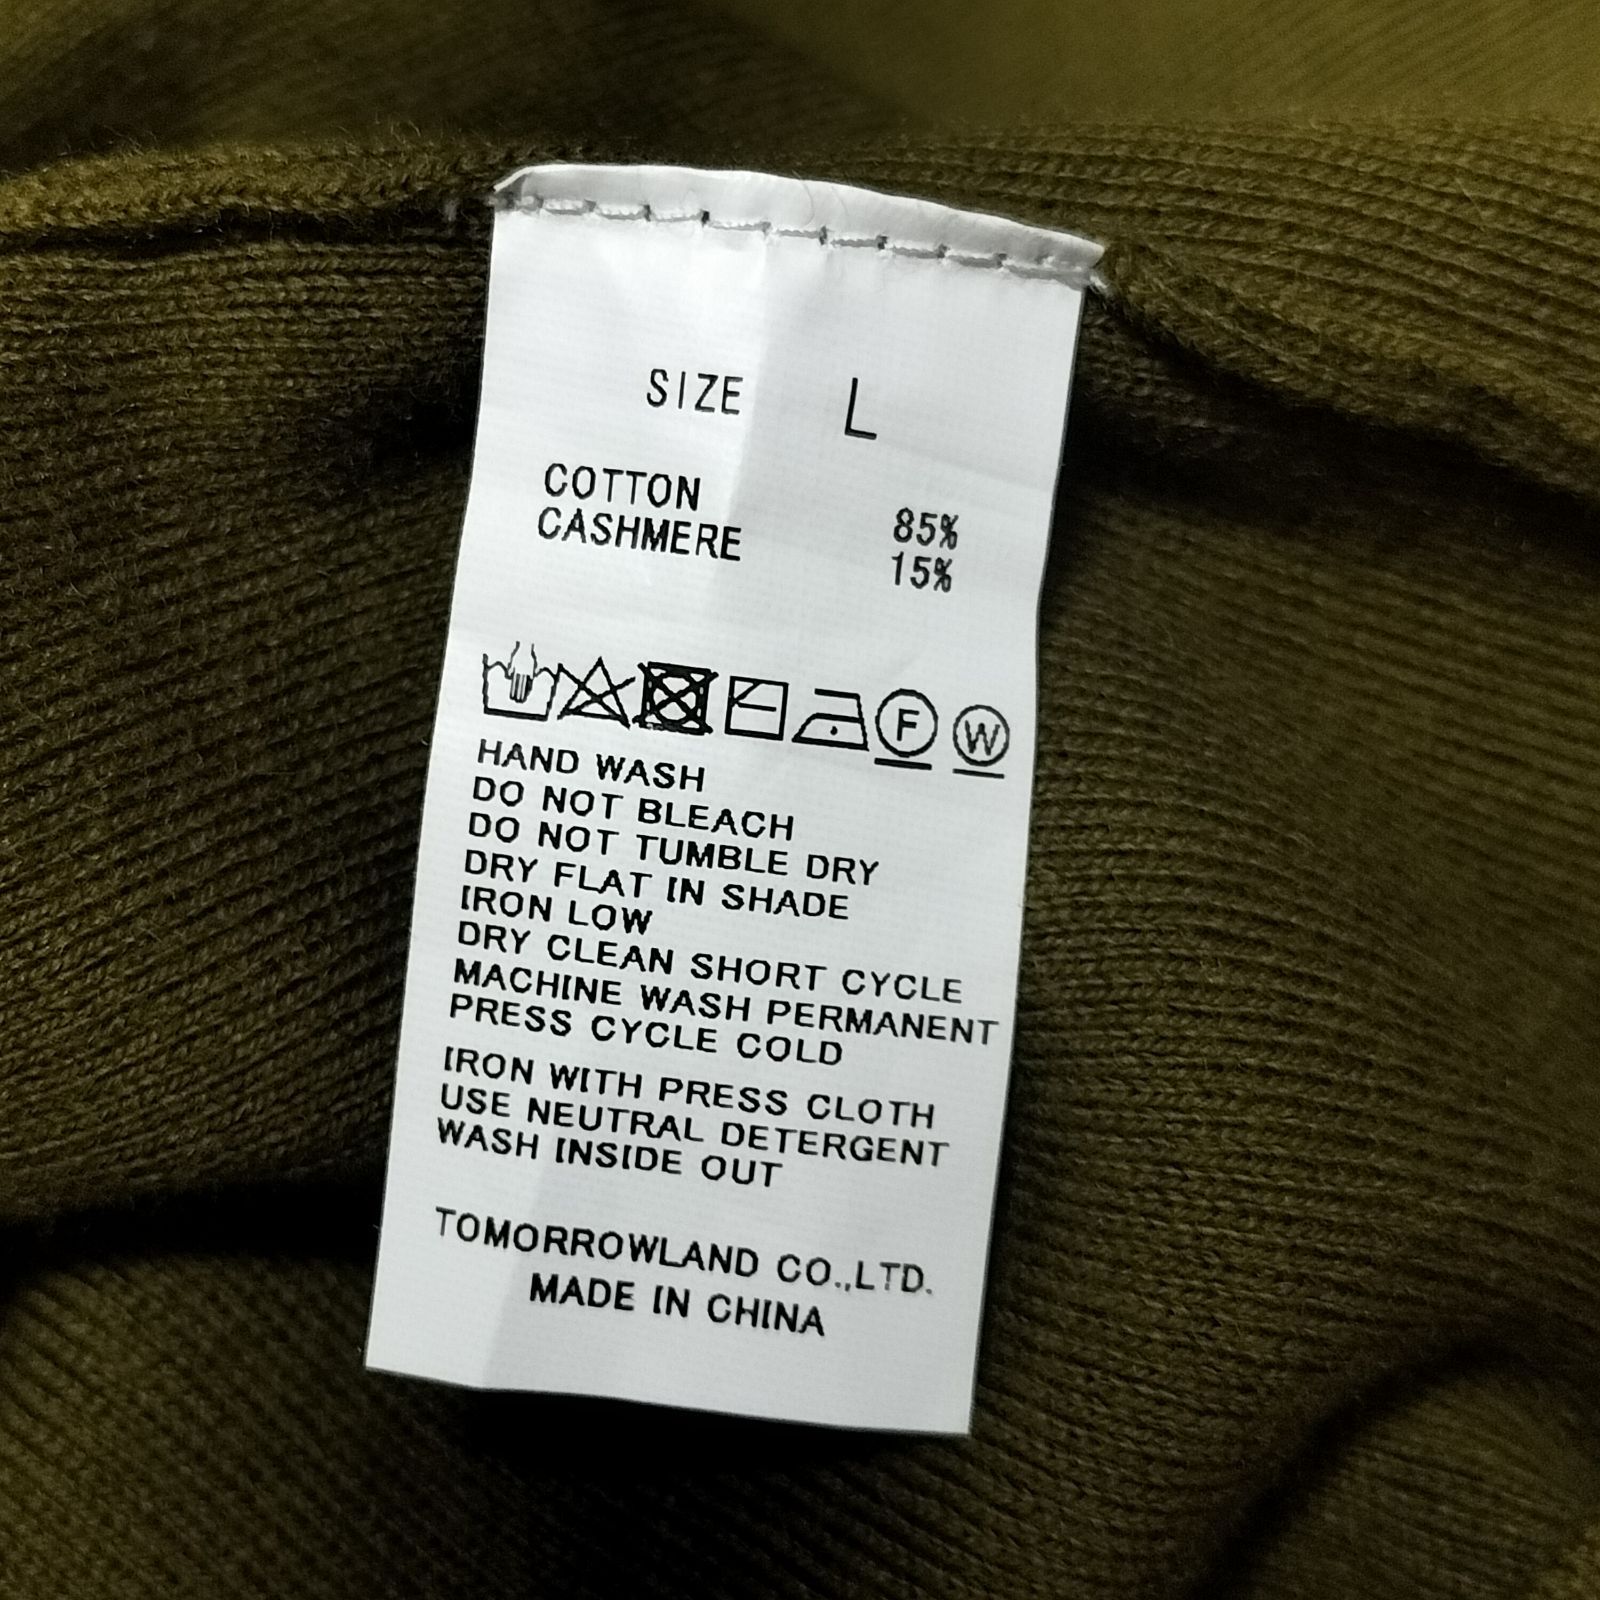 SIZE L
COTTON 85%
CASHMERE 15%
F W
HAND WASH
DO NOT BLEACH
DO NOT TUMBLE DRY
DRY FLAT IN SHADE
IRON LOW
DRY CLEAN SHORT CYCLE
MACHINE WASH PERMANENT
PRESS CYCLE COLD
IRON WITH PRESS CLOTH
USE NEUTRAL DETERGENT
WASH INSIDE OUT
TOMORROWLAND CO.,LTD.
MADE IN CHINA